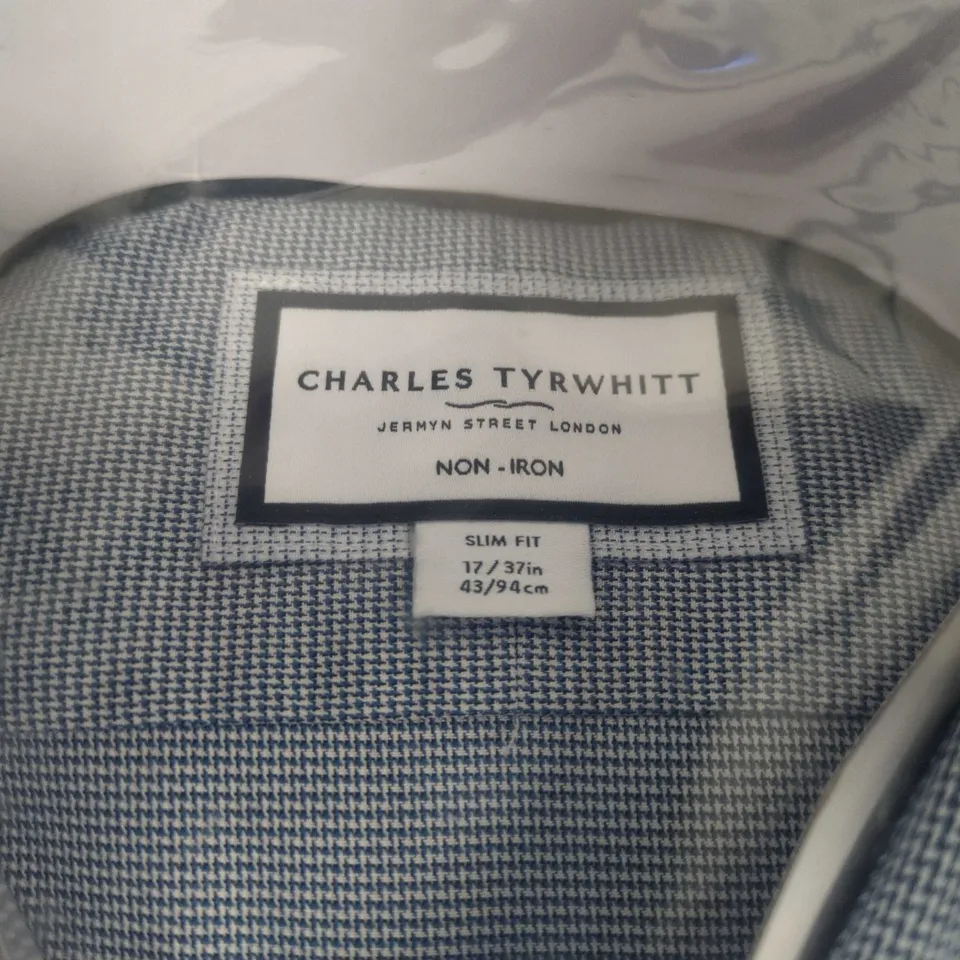 CHARLES TYRWHITT
JERMYN STREET LONDON
NON-IRON
SLIM FIT
17/37in
43/94cm